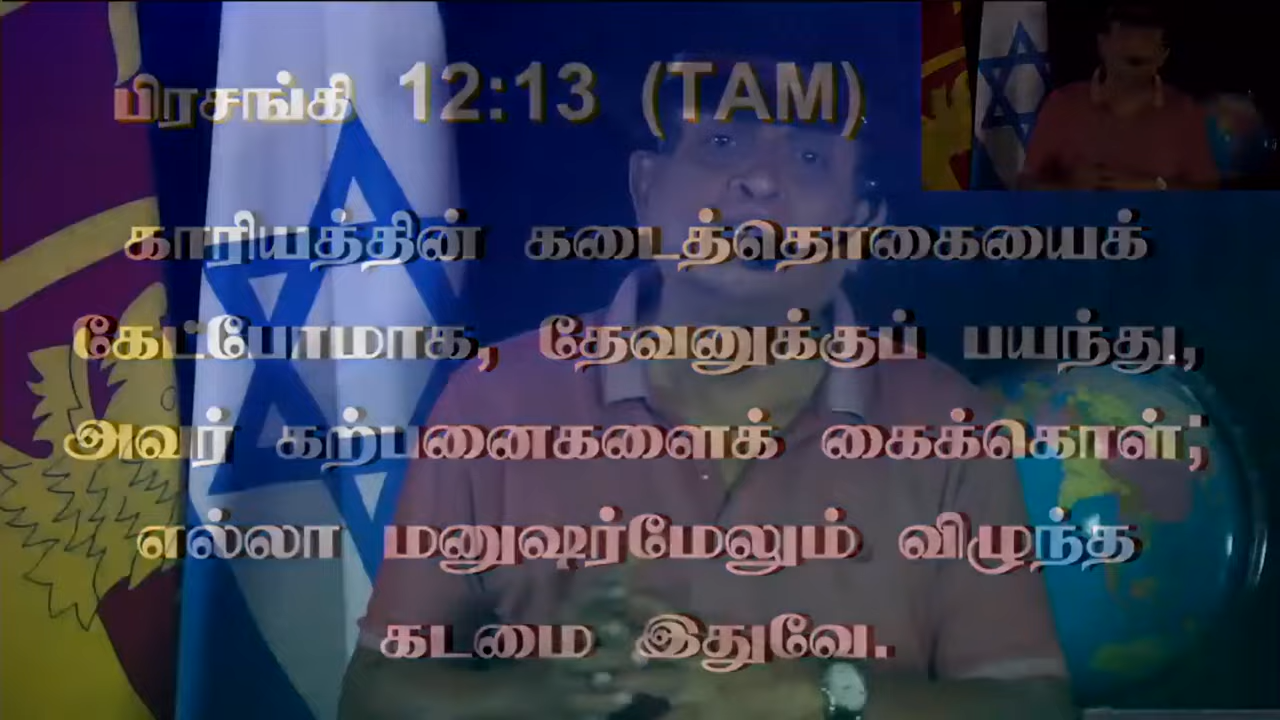 பிரசங்கி 12:13 (TAM)
காரியத்தின் கடைத்தொகையைக்
கேட்போமாக, தேவனுக்குப் பயந்து,
அவர் கற்பனைகளைக் கைக்கொள்;
எல்லா மனுஷர்மேலும் விழுந்த
கடமை இதுவே.